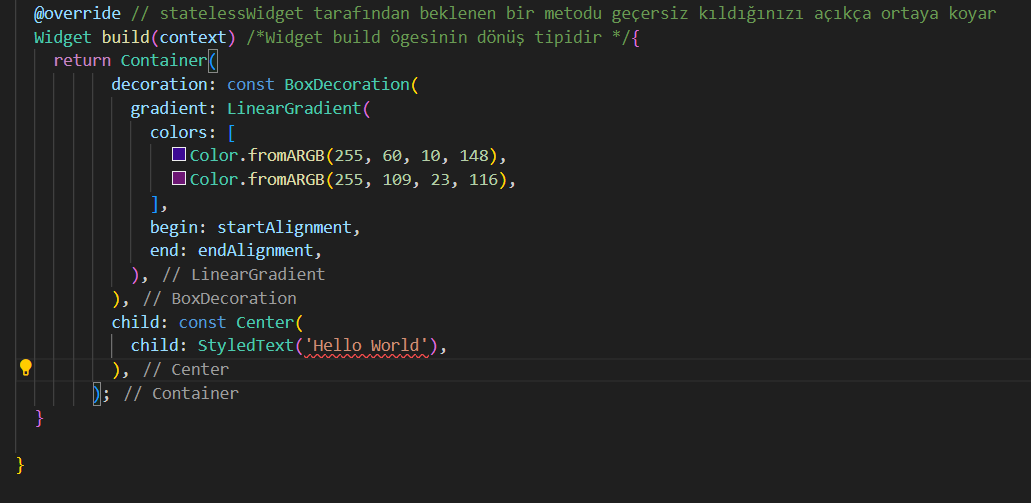 @override // statelessWidget tarafından beklenen bir metodu geçersiz kıldığınızı açıkça ortaya koyar
Widget build(context) /*Widget build ögesinin dönüş tipidir */{
return Container(
decoration: const BoxDecoration(
gradient: LinearGradient(
colors: [
Color.fromARGB(255, 60, 10, 148),
Color.fromARGB(255, 109, 23, 116),
],
begin: startAlignment,
end: endAlignment,
), // LinearGradient
), // BoxDecoration
child: const Center(
child: StyledText('Hello World'),
), // Center
); // Container
}
}